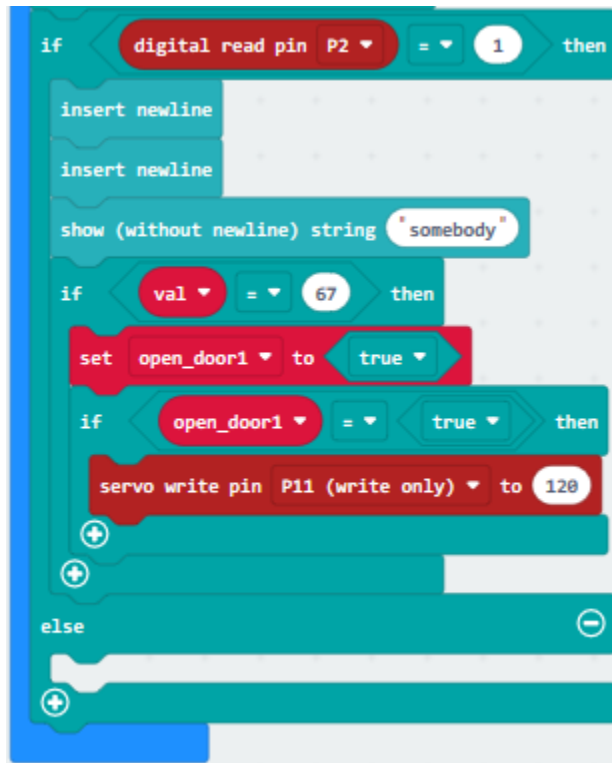 if digital read pin P2 = 1 then
insert newline
insert newline
show (without newline) string "somebody"
if val = 67 then
set open_door1 to true
if open_door1 = true then
servo write pin P11 (write only) to 120
else